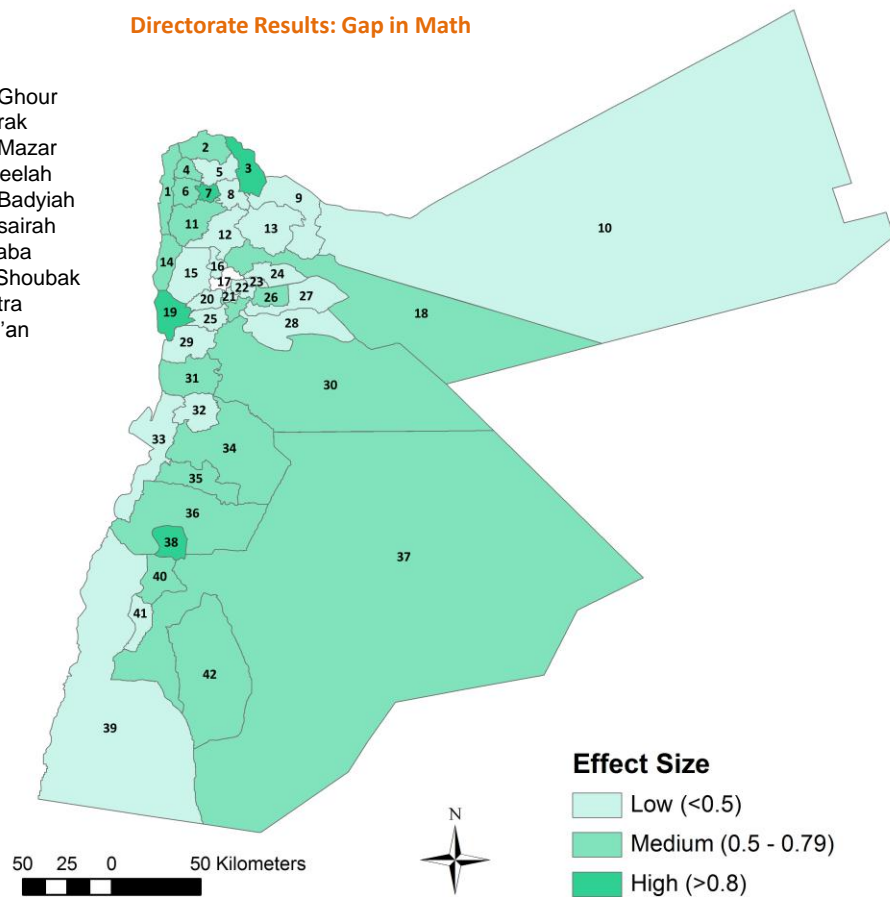 Directorate Results: Gap in Math
Ghour
rak
Mazar
eelah
Badyiah
sairah
aba
Shoubak
tra
'an
2
3
4
5
1
6
7
8
9
11
12
13
10
14
15
16
17
22
23
24
18
19
20
21
26
27
25
28
29
31
30
32
33
34
35
36
38
37
40
41
42
39
Effect Size
Low (<0.5)
Medium (0.5 - 0.79)
High (>0.8)
N
50 25 0 50 Kilometers